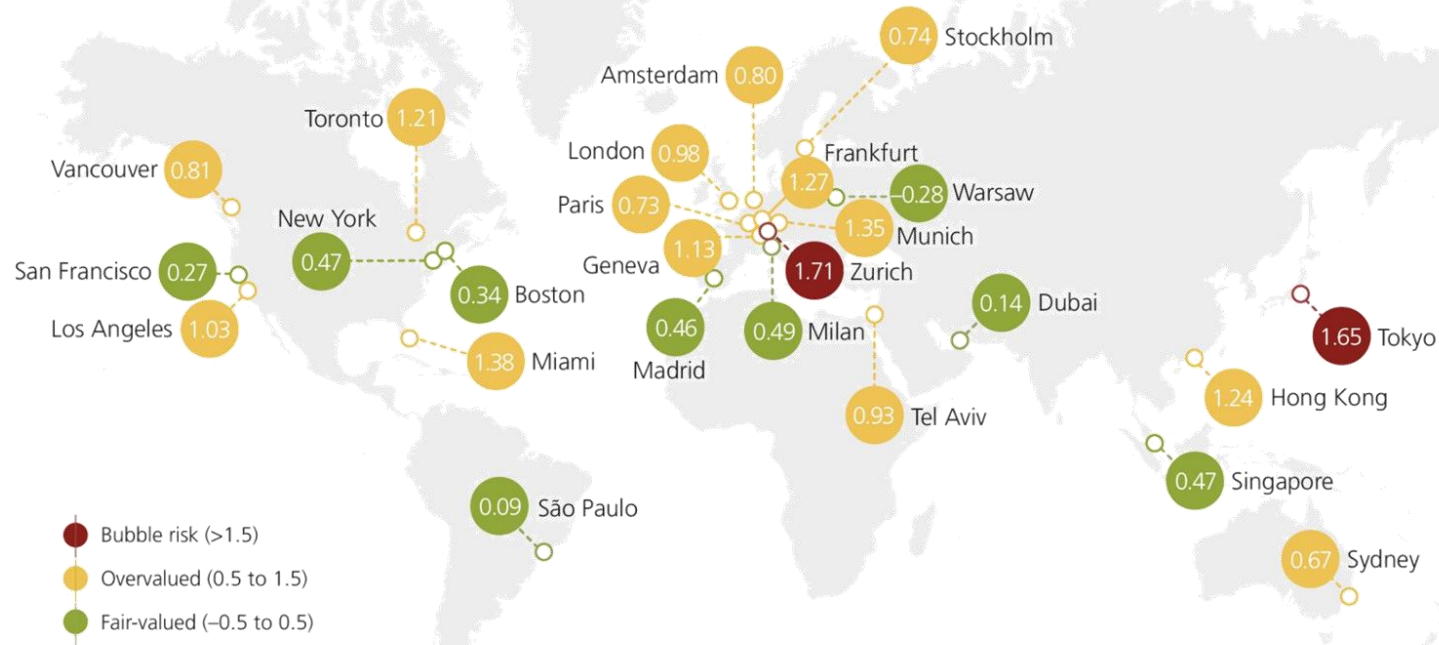 0.74 Stockholm
Amsterdam 0.80
Toronto 1.21
London 0.98
Frankfurt
1.27
Vancouver 0.81
–0.28 Warsaw
Paris 0.73
New York
0.47
1.35
Munich
1.13
Geneva
San Francisco 0.27
1.71 Zurich
0.34 Boston
0.14 Dubai
Los Angeles 1.03
0.46
Madrid
0.49 Milan
1.65 Tokyo
1.38 Miami
1.24 Hong Kong
0.93 Tel Aviv
0.47 Singapore
0.09 São Paulo
0.67 Sydney
Bubble risk (>1.5)
Overvalued (0.5 to 1.5)
Fair-valued (–0.5 to 0.5)